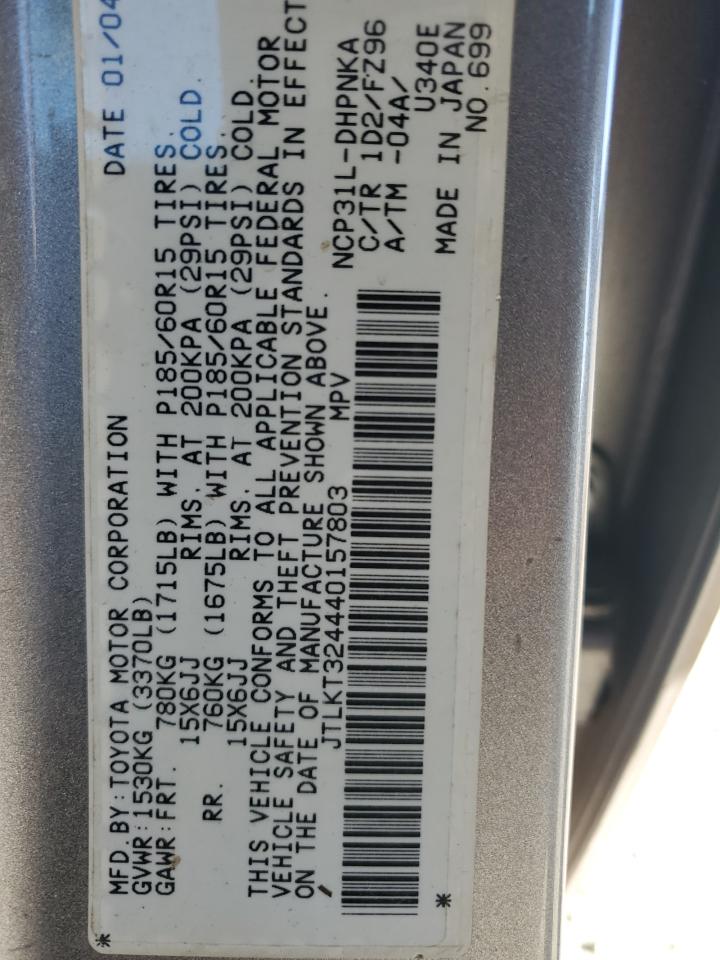 MFD. BY: TOYOTA MOTOR CORPORATION DATE 01/04
GVWR: 1530KG (3370LB)
GAWR: FRT. 780KG (1715LB) WITH P185/60R15 TIRES.
15X6JJ RIMS. AT 200KPA (29PSI) COLD.
RR. 760KG (1675LB) WITH P185/60R15 TIRES.
15X6JJ RIMS. AT 200KPA (29PSI) COLD.
THIS VEHICLE CONFORMS TO ALL APPLICABLE FEDERAL MOTOR
VEHICLE SAFETY AND THEFT PREVENTION STANDARDS IN EFFECT
ON THE DATE OF MANUFACTURE SHOWN ABOVE.
JTLKT324440157803 MPV
NCP31L-DHPNKA
C/TR 1D2/FZ96
A/TM -04A/
U340E
MADE IN JAPAN
NO.699
* *